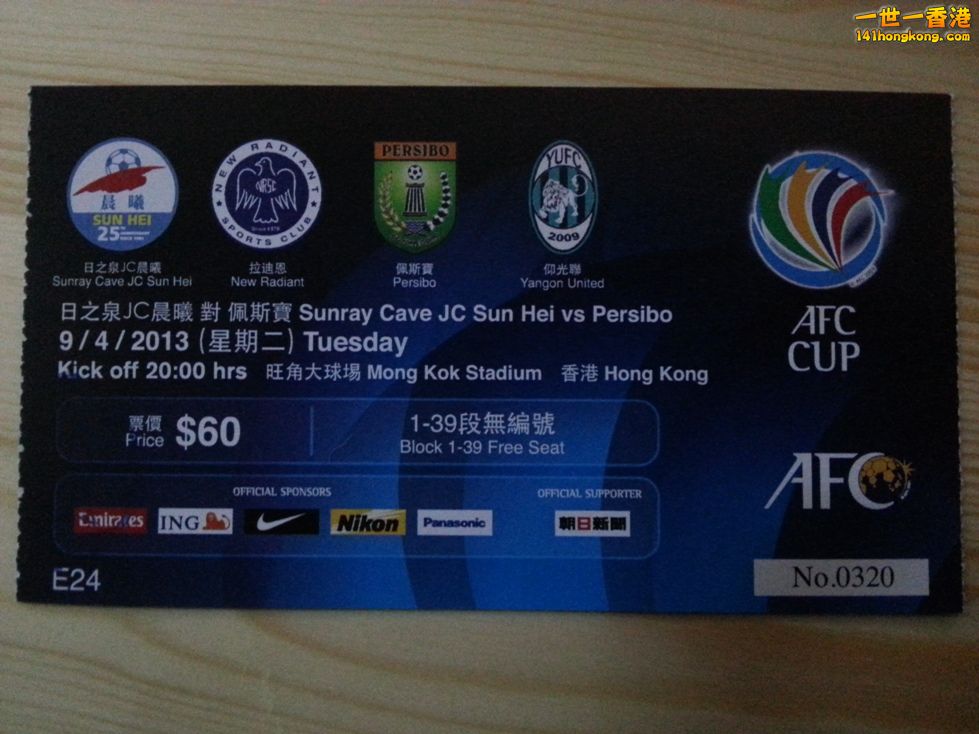 一世一香港
141hongkong.com
晨曦
SUN HEI
25TH
ANNIVERSARY
NEW RADIANT
NRSC
SPORTS CLUB
PERSIBO
YUFC
2009
日之泉JC晨曦
Sunray Cave JC Sun Hei
拉迪恩
New Radiant
佩斯寶
Persibo
仰光聯
Yangon United
日之泉JC晨曦 對 佩斯寶 Sunray Cave JC Sun Hei vs Persibo
9/4/2013 (星期二) Tuesday
Kick off 20:00 hrs 旺角大球場 Mong Kok Stadium 香港 Hong Kong
AFC
CUP
票價
Price $60
1-39段無編號
Block 1-39 Free Seat
AFC
OFFICIAL SPONSORS
OFFICIAL SUPPORTER
Emirates ING Nikon Panasonic 朝日新聞
E24
No.0320